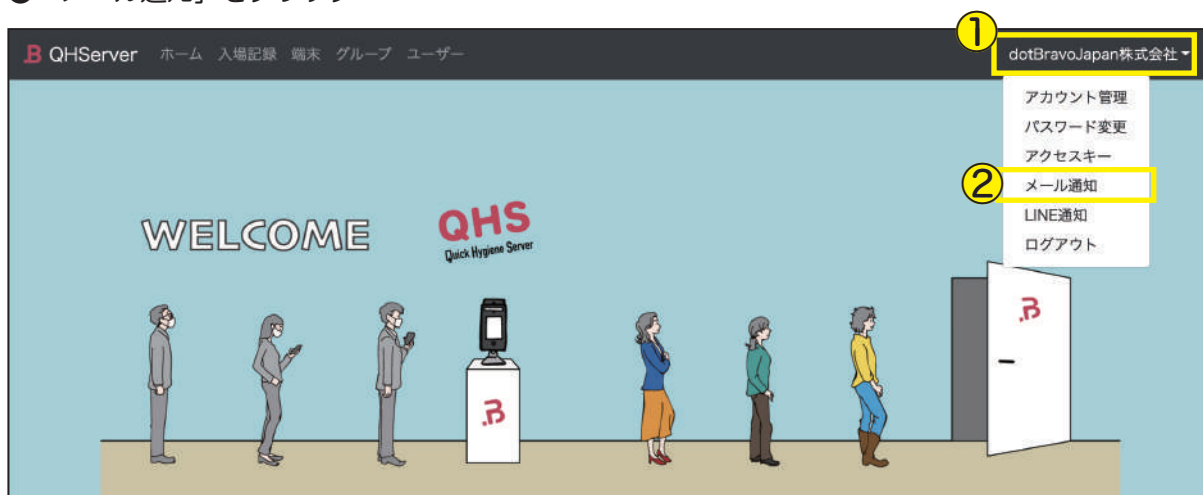 ①
B QHServer ホーム 入場記録 端末 グループ ユーザー dotBravoJapan株式会社
アカウント管理
パスワード変更
アクセスキー
② メール通知
LINE通知
ログアウト
WELCOME
QHS
Quick Hygiene Server
.B
.B